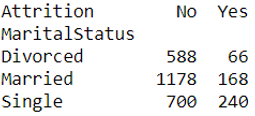 Attrition No Yes
MaritalStatus
Divorced 588 66
Married 1178 168
Single 700 240